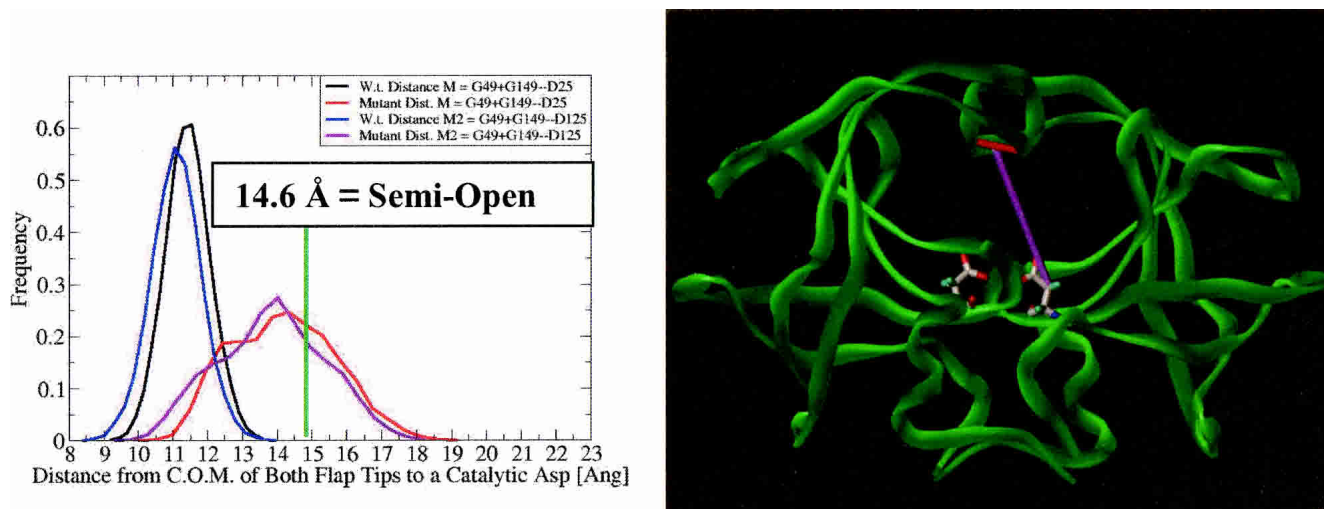 W.t. Distance M = G49+G149--D25
Mutant Dist. M = G49+G149--D25
W.t. Distance M2 = G49+G149--D125
Mutant Dist. M2 = G49+G149--D125
14.6 Å = Semi-Open
Frequency
0.6
0.5
0.4
0.3
0.2
0.1
0
8 9 10 11 12 13 14 15 16 17 18 19 20 21 22 23
Distance from C.O.M. of Both Flap Tips to a Catalytic Asp [Ang]